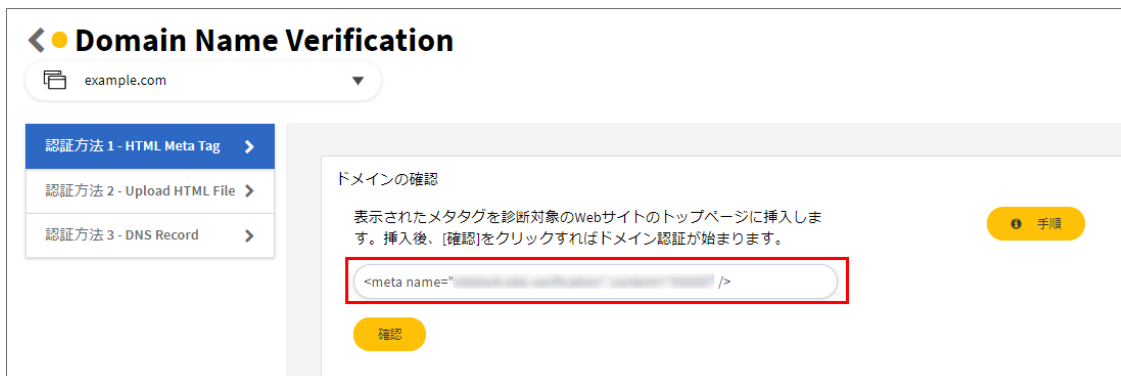 Domain Name Verification
example.com
認証方法 1 - HTML Meta Tag
認証方法 2 - Upload HTML File
認証方法 3 - DNS Record
ドメインの確認
表示されたメタタグを診断対象のWebサイトのトップページに挿入しま
す。挿入後、[確認]をクリックすればドメイン認証が始まります。
手順
<meta name=" " />
確認